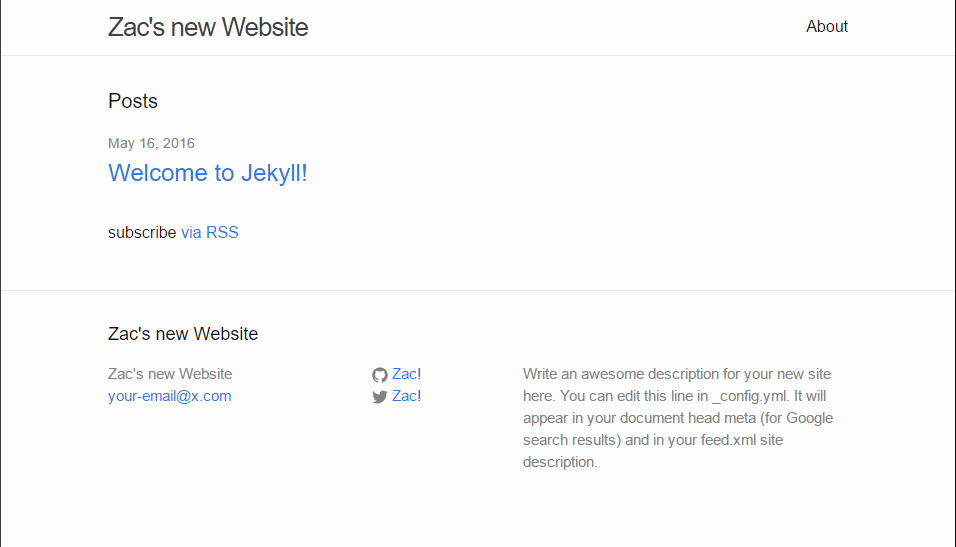 Zac's new Website
About
Posts
May 16, 2016
Welcome to Jekyll!
subscribe via RSS
Zac's new Website
Zac's new Website
your-email@x.com
Zac!
Zac!
Write an awesome description for your new site
here. You can edit this line in _config.yml. It will
appear in your document head meta (for Google
search results) and in your feed.xml site
description.